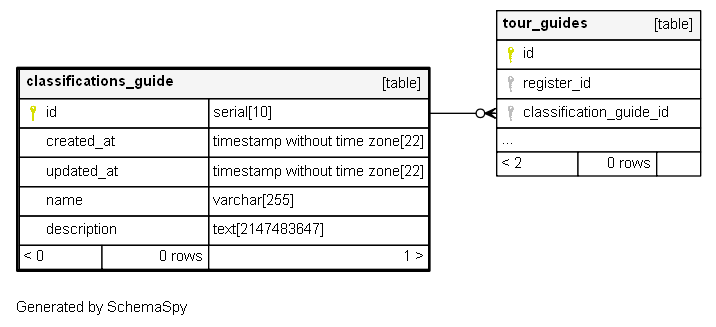 classifications_guide [table]
id serial[10]
created_at timestamp without time zone[22]
updated_at timestamp without time zone[22]
name varchar[255]
description text[2147483647]
< 0 0 rows 1 >
tour_guides [table]
id
register_id
classification_guide_id
...
< 2 0 rows
Generated by SchemaSpy